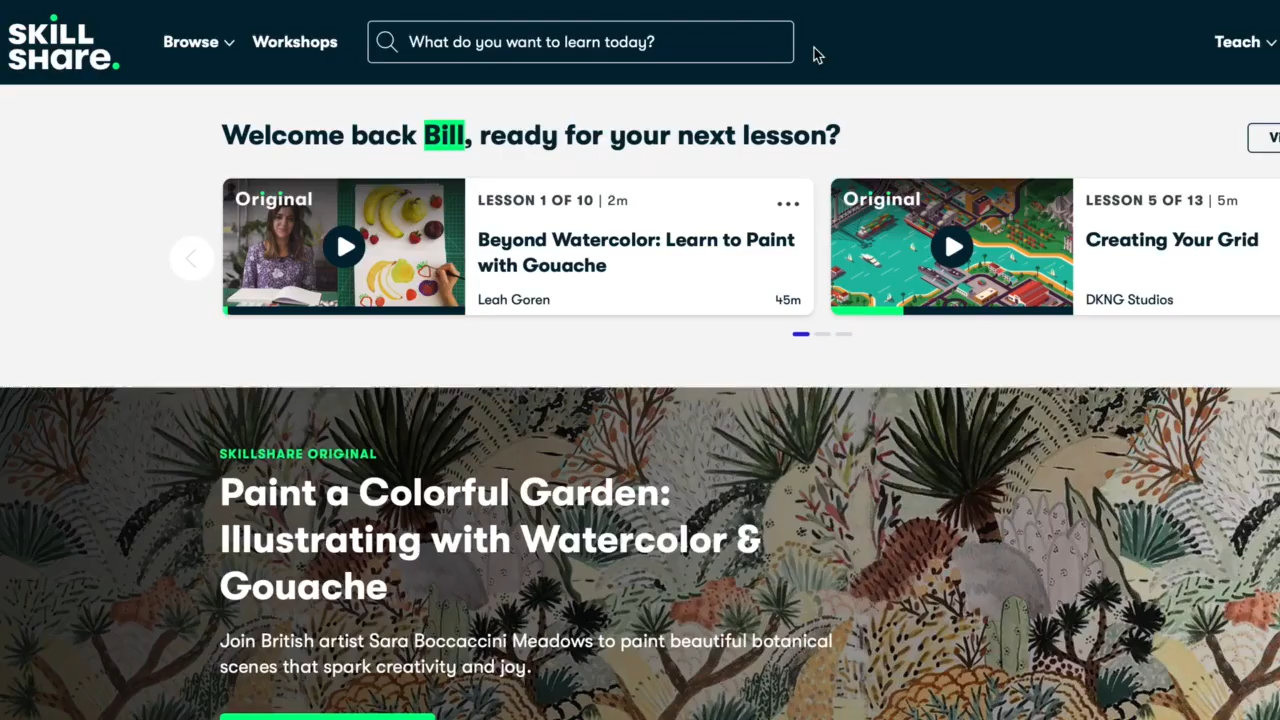 SKILL
SHare.
Browse
Workshops
What do you want to learn today?
Teach
Welcome back Bill, ready for your next lesson?
Original
LESSON 1 OF 10 | 2m
Beyond Watercolor: Learn to Paint
with Gouache
Leah Goren
45m
Original
LESSON 5 OF 13 | 5m
Creating Your Grid
DKNG Studios
SKILLSHARE ORIGINAL
Paint a Colorful Garden:
Illustrating with Watercolor &
Gouache
Join British artist Sara Boccaccini Meadows to paint beautiful botanical
scenes that spark creativity and joy.